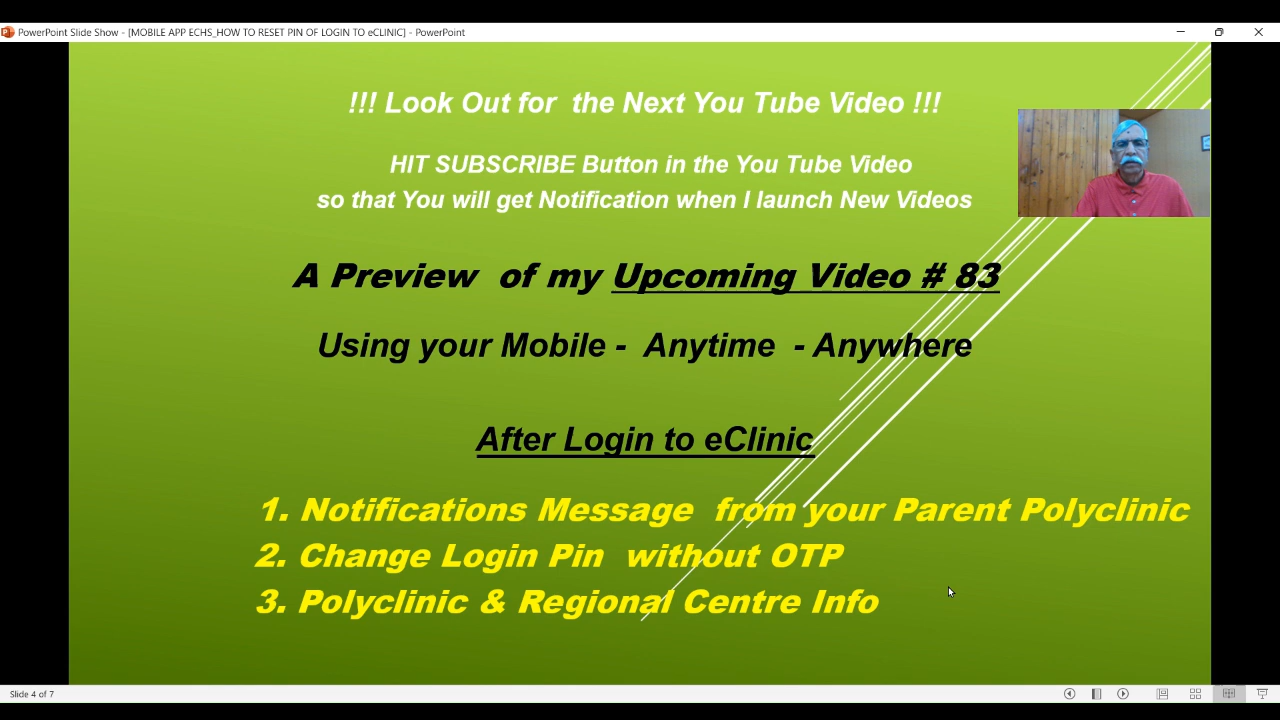 PowerPoint Slide Show - [MOBILE APP ECHS_HOW TO RESET PIN OF LOGIN TO eCLINIC] - PowerPoint
!!! Look Out for the Next You Tube Video !!!
HIT SUBSCRIBE Button in the You Tube Video
so that You will get Notification when I launch New Videos
A Preview of my Upcoming Video # 83
Using your Mobile - Anytime - Anywhere
After Login to eClinic
1. Notifications Message from your Parent Polyclinic
2. Change Login Pin without OTP
3. Polyclinic & Regional Centre Info
Slide 4 of 7